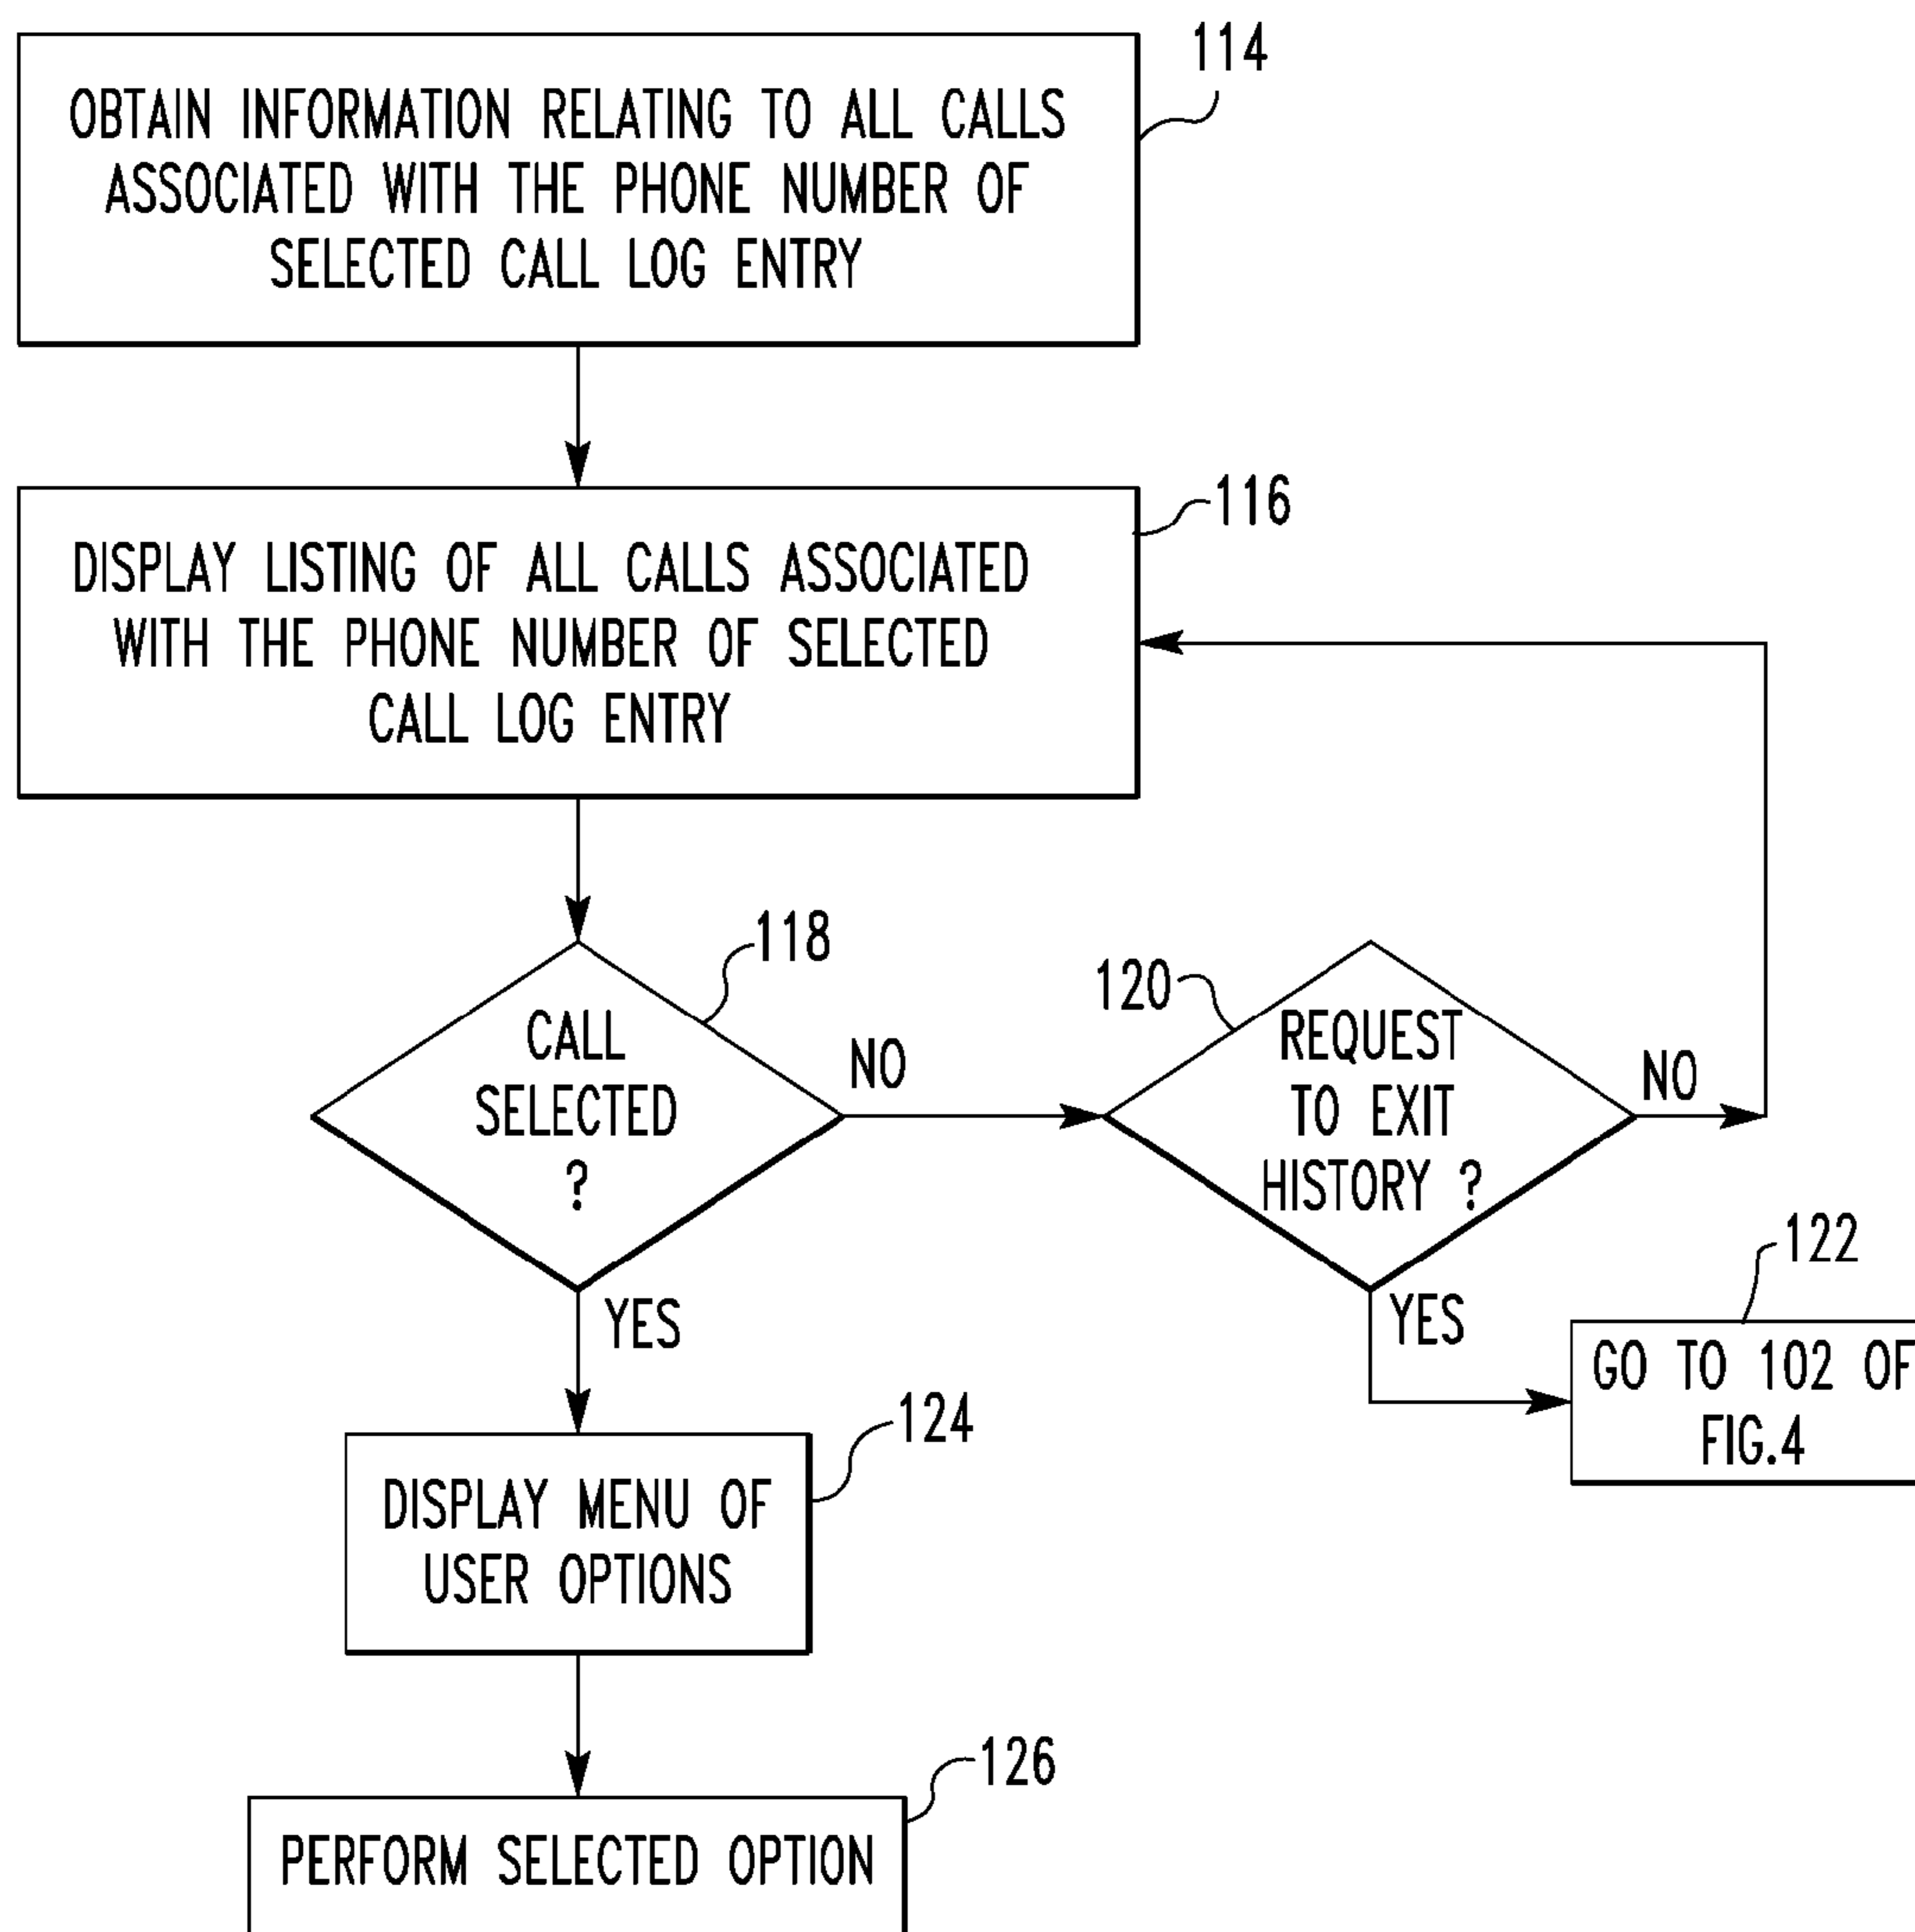 114
OBTAIN INFORMATION RELATING TO ALL CALLS
ASSOCIATED WITH THE PHONE NUMBER OF
SELECTED CALL LOG ENTRY
116
DISPLAY LISTING OF ALL CALLS ASSOCIATED
WITH THE PHONE NUMBER OF SELECTED
CALL LOG ENTRY
118
CALL
SELECTED
?
NO
YES
120
REQUEST
TO EXIT
HISTORY ?
NO
YES
122
GO TO 102 OF
FIG.4
124
DISPLAY MENU OF
USER OPTIONS
126
PERFORM SELECTED OPTION